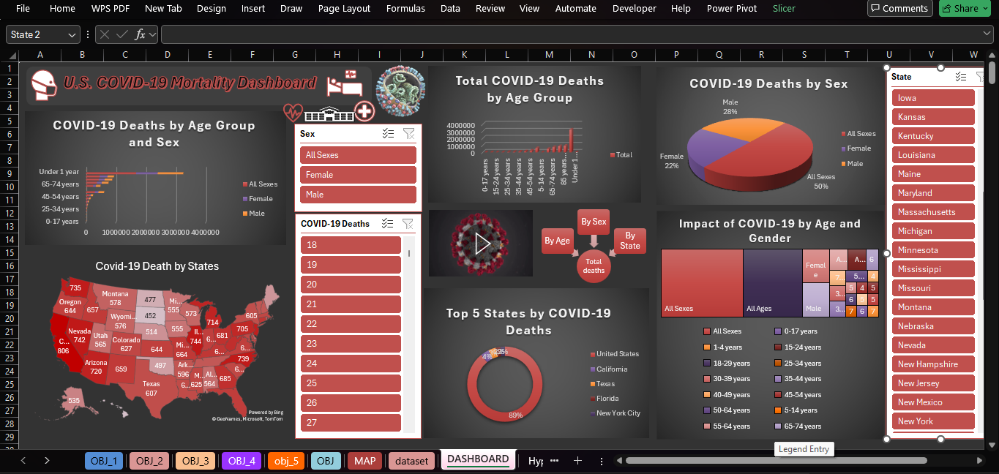 File Home WPS PDF New Tab Design Insert Draw Page Layout Formulas Data Review View Automate Developer Help Power Pivot Slicer Comments Share
State 2
fx
A B C D E F G H I J K L M N O P Q R S T U V W
1
2
3
4
5
6
7
8
9
10
11
12
13
14
15
16
17
18
19
20
21
22
23
24
25
26
27
28
29
U.S. COVID-19 Mortality Dashboard
COVID-19 Deaths by Age Group
and Sex
Under 1 year
65-74 years
45-54 years
25-34 years
0-17 years
0 1000000 2000000 3000000 4000000
All Sexes
Female
Male
Covid-19 Death by States
735
Oregon
644
Montana
578
477
Mi...
555
657
Wyomi...
576
452
573
714
605
C...
806
Nevada
742
Utah
565
Colorado
627
514
555
Il...
744
6...
681
705
644
Mi...
664
6...
6...
739
Arizona
720
659
497
Ark...
596
6...
Texas
607
6...
M...
625
Al...
564
685
535
Powered by Bing
© GeoNames, Microsoft, TomTom
Sex
All Sexes
Female
Male
COVID-19 Deaths
18
19
20
21
22
23
24
25
26
27
Total COVID-19 Deaths
by Age Group
4000000
3000000
2000000
1000000
0
0-17 years
15-24 years
25-34 years
35-44 years
45-54 years
5-14 years
65-74 years
85 years...
Under 1...
Total
By Age
By Sex
By
State
Total
deaths
Top 5 States by COVID-19
Deaths
4%
2%
89%
United States
California
Texas
Florida
New York City
COVID-19 Deaths by Sex
Male
28%
Female
22%
All Sexes
50%
All Sexes
Female
Male
Impact of COVID-19 by Age and
Gender
All Sexes
All Ages
Femal
e
Male
A... A... 6
7... 5... 4
3... 5 4 5
6 5 5
3... 7 6 7
All Sexes 0-17 years
1-4 years 15-24 years
18-29 years 25-34 years
30-39 years 35-44 years
40-49 years 45-54 years
50-64 years 5-14 years
55-64 years 65-74 years
Legend Entry
State
Iowa
Kansas
Kentucky
Louisiana
Maine
Maryland
Massachusetts
Michigan
Minnesota
Mississippi
Missouri
Montana
Nebraska
Nevada
New Hampshire
New Jersey
New Mexico
New York
OBJ_1 OBJ_2 OBJ_3 OBJ_4 obj_5 OBJ MAP dataset DASHBOARD Hyp ...